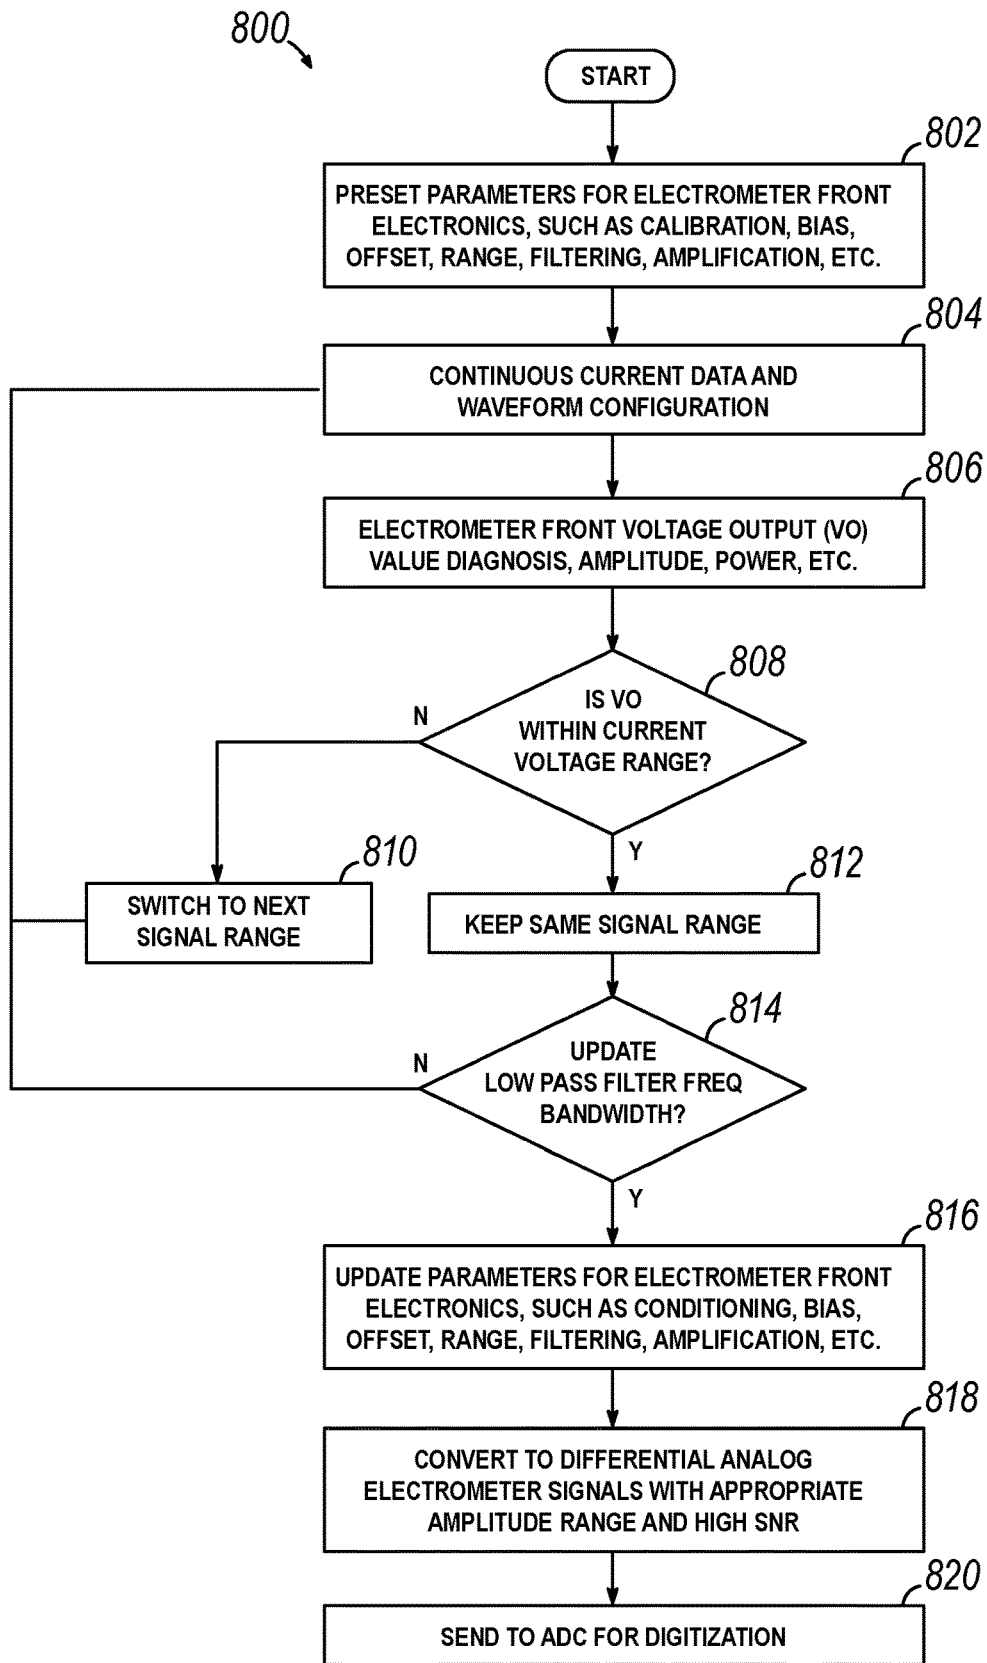 800
START
802
PRESET PARAMETERS FOR ELECTROMETER FRONT
ELECTRONICS, SUCH AS CALIBRATION, BIAS,
OFFSET, RANGE, FILTERING, AMPLIFICATION, ETC.
804
CONTINUOUS CURRENT DATA AND
WAVEFORM CONFIGURATION
806
ELECTROMETER FRONT VOLTAGE OUTPUT (VO)
VALUE DIAGNOSIS, AMPLITUDE, POWER, ETC.
808
IS VO
WITHIN CURRENT
VOLTAGE RANGE?
N
Y
810
SWITCH TO NEXT
SIGNAL RANGE
812
KEEP SAME SIGNAL RANGE
814
UPDATE
LOW PASS FILTER FREQ
BANDWIDTH?
N
Y
816
UPDATE PARAMETERS FOR ELECTROMETER FRONT
ELECTRONICS, SUCH AS CONDITIONING, BIAS,
OFFSET, RANGE, FILTERING, AMPLIFICATION, ETC.
818
CONVERT TO DIFFERENTIAL ANALOG
ELECTROMETER SIGNALS WITH APPROPRIATE
AMPLITUDE RANGE AND HIGH SNR
820
SEND TO ADC FOR DIGITIZATION